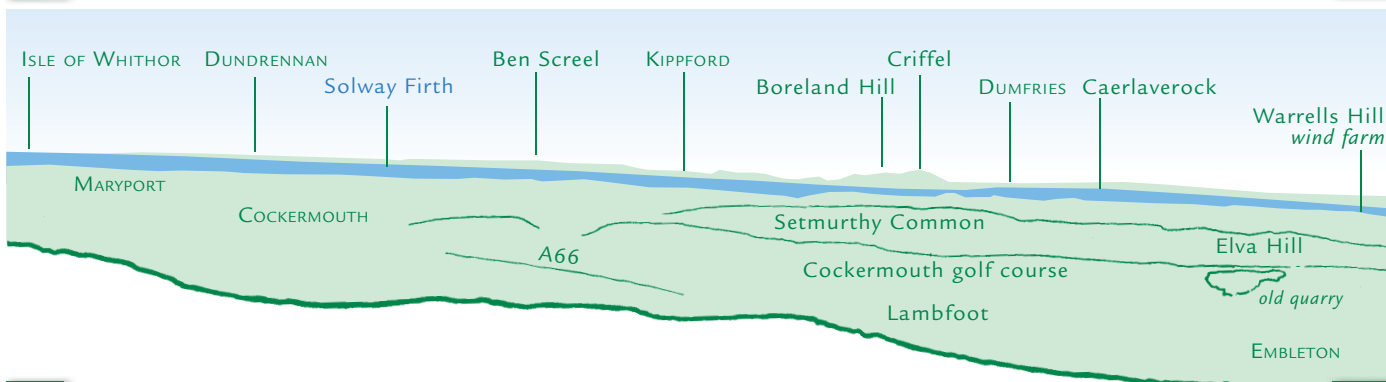 Isle of Whithor
Dundrennan
Solway Firth
Ben Screel
Kippford
Boreland Hill
Criffel
Dumfries
Caerlaverock
Warrells Hill
wind farm
Maryport
Cockermouth
A66
Setmurthy Common
Elva Hill
Cockermouth golf course
old quarry
Lambfoot
Embleton